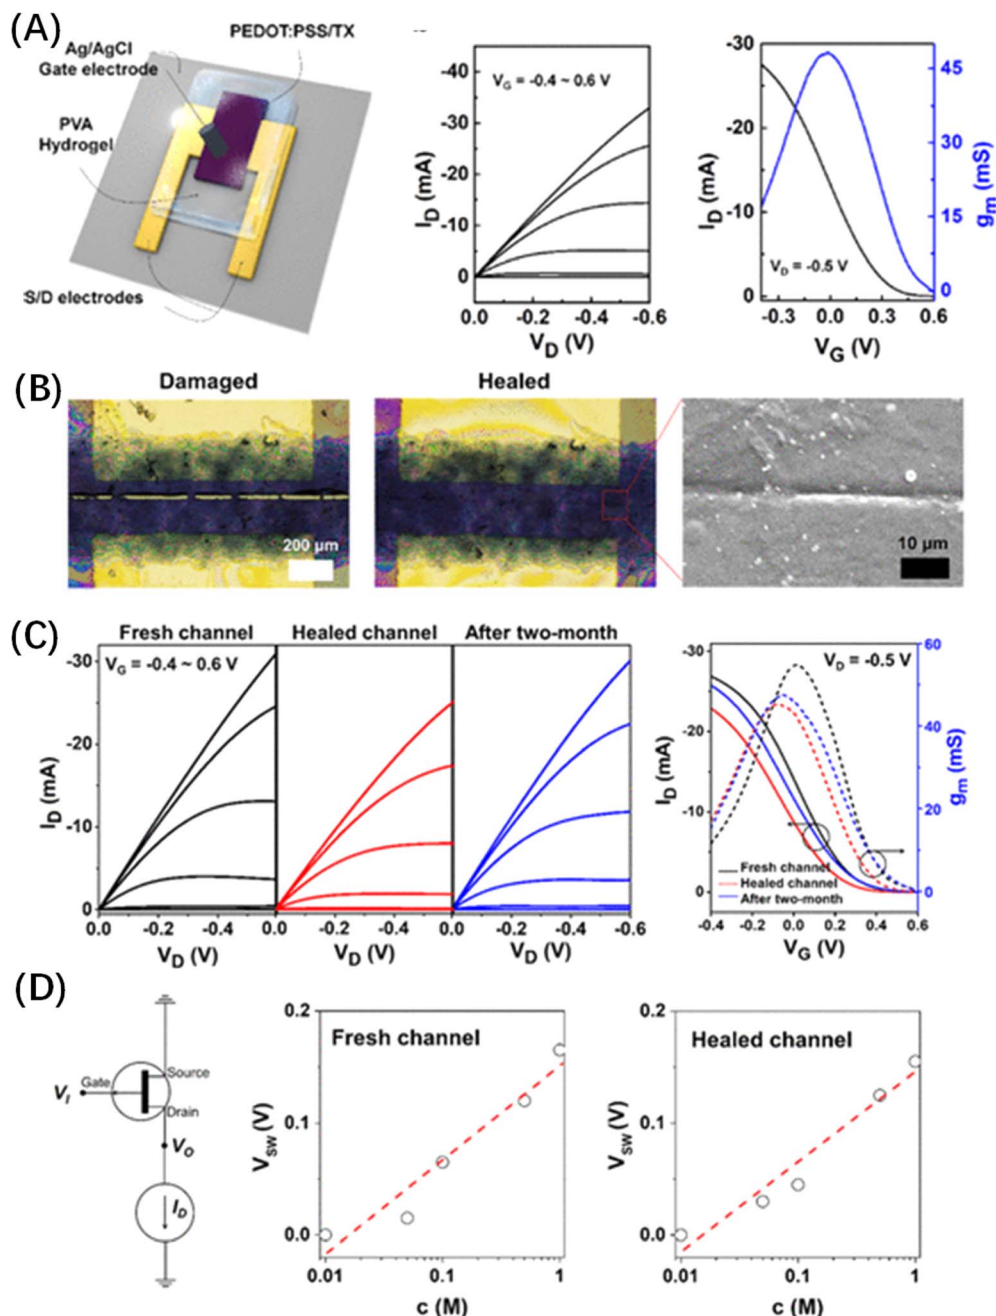 (A)
Ag/AgCl
Gate electrode
PEDOT:PSS/TX
PVA
Hydrogel
S/D electrodes
V_G = -0.4 ~ 0.6 V
-40
-30
-20
-10
0
I_D (mA)
0.0 -0.2 -0.4 -0.6
V_D (V)
-30
-20
-10
0
I_D (mA)
V_D = -0.5 V
45
30
15
0
g_m (mS)
-0.3 0.0 0.3 0.6
V_G (V)
(B)
Damaged
200 μm
Healed
10 μm
(C)
Fresh channel
Healed channel
After two-month
V_G = -0.4 ~ 0.6 V
-30
-20
-10
0
I_D (mA)
0.0 -0.2 -0.4 0.0 -0.2 -0.4 0.0 -0.2 -0.4 -0.6
V_D (V)
V_D (V)
V_D (V)
V_D = -0.5 V
-30
-20
-10
0
I_D (mA)
60
40
20
0
g_m (mS)
Fresh channel
Healed channel
After two-month
-0.4 -0.2 0.0 0.2 0.4 0.6
V_G (V)
(D)
V_I
Gate
Source
Drain
V_O
I_D
Fresh channel
0.2
0.1
0.0
V_sw (V)
0.01 0.1 1
c (M)
Healed channel
0.2
0.1
0.0
V_sw (V)
0.01 0.1 1
c (M)